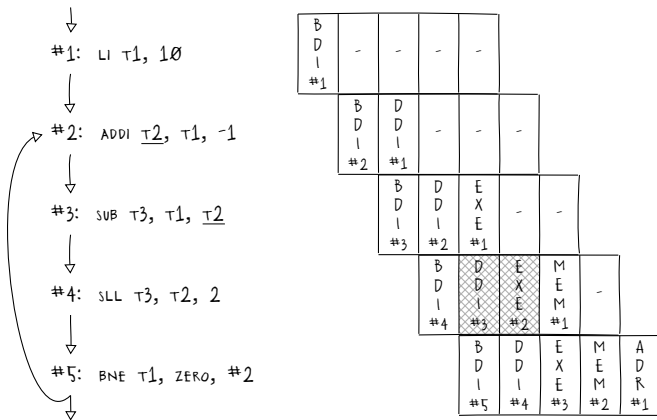 #1: LI T1, 10
#2: ADDI T2, T1, -1
#3: SUB T3, T1, T2
#4: SLL T3, T2, 2
#5: BNE T1, ZERO, #2
BDI #1 - - - -
BDI #2 DDI #1 - - -
BDI #3 DDI #2 EXE #1 - -
BDI #4 DDI #3 EXE #2 MEM #1 -
BDI #5 DDI #4 EXE #3 MEM #2 ADR #1